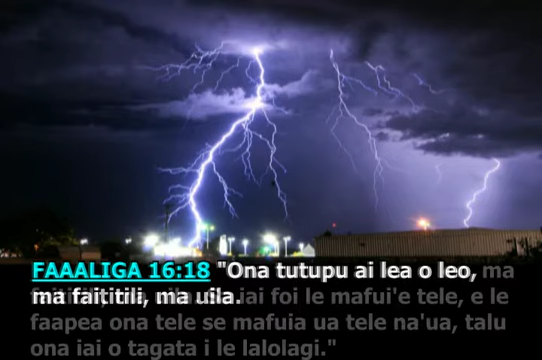 FAAALIGA 16:18 "Ona tutupu ai lea o leo, ma
ma faititili, ma uila. iai foi le mafui'e tele, e le
faapea ona tele se mafuia ua tele na'ua, talu
ona iai o tagata i le lalolagi."